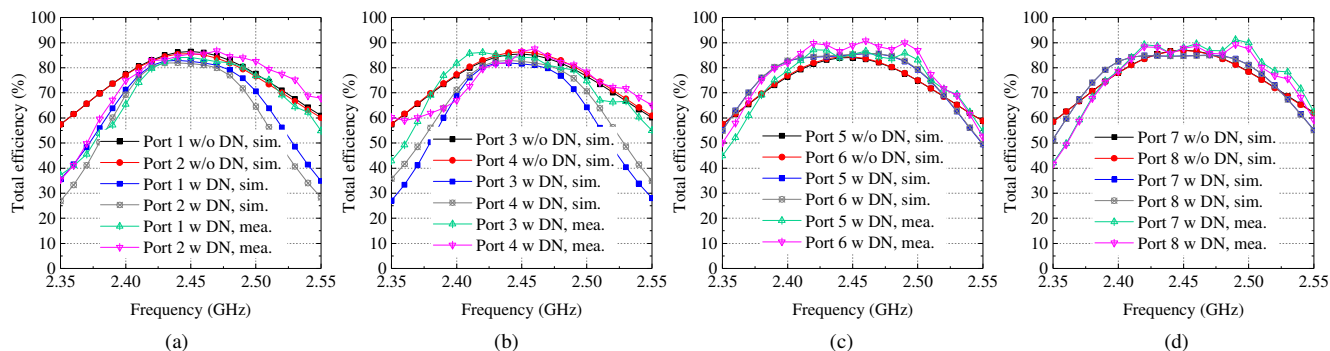 100
90
80
70
60
50
40
30
20
10
0
Total efficiency (%)
Port 1 w/o DN, sim.
Port 2 w/o DN, sim.
Port 1 w DN, sim.
Port 2 w DN, sim.
Port 1 w DN, mea.
Port 2 w DN, mea.
2.35 2.40 2.45 2.50 2.55
Frequency (GHz)
(a)
100
90
80
70
60
50
40
30
20
10
0
Total efficiency (%)
Port 3 w/o DN, sim.
Port 4 w/o DN, sim.
Port 3 w DN, sim.
Port 4 w DN, sim.
Port 3 w DN, mea.
Port 4 w DN, mea.
2.35 2.40 2.45 2.50 2.55
Frequency (GHz)
(b)
100
90
80
70
60
50
40
30
20
10
0
Total efficiency (%)
Port 5 w/o DN, sim.
Port 6 w/o DN, sim.
Port 5 w DN, sim.
Port 6 w DN, sim.
Port 5 w DN, mea.
Port 6 w DN, mea.
2.35 2.40 2.45 2.50 2.55
Frequency (GHz)
(c)
100
90
80
70
60
50
40
30
20
10
0
Total efficiency (%)
Port 7 w/o DN, sim.
Port 8 w/o DN, sim.
Port 7 w DN, sim.
Port 8 w DN, sim.
Port 7 w DN, mea.
Port 8 w DN, mea.
2.35 2.40 2.45 2.50 2.55
Frequency (GHz)
(d)